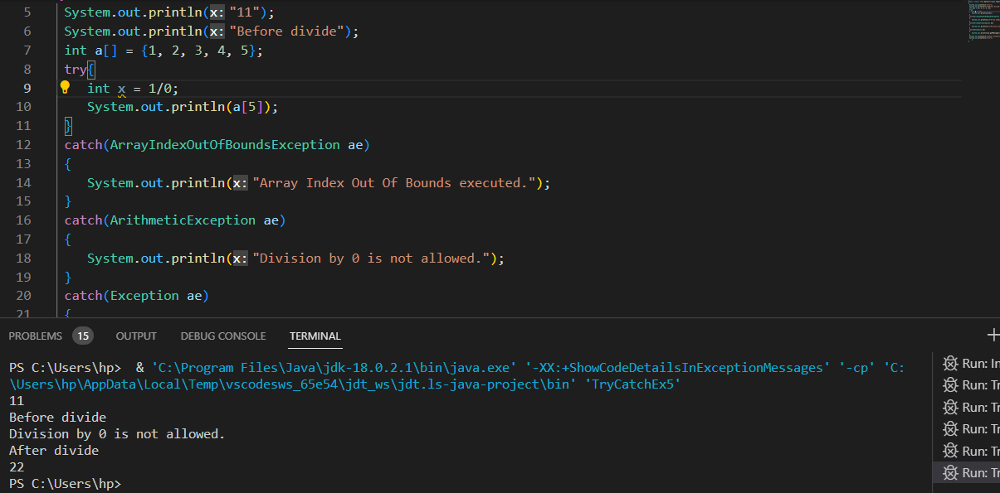 5 System.out.println(x: "11");
6 System.out.println(x: "Before divide");
7 int a[] = {1, 2, 3, 4, 5};
8 try{
9 int x = 1/0;
10 System.out.println(a[5]);
11 }
12 catch(ArrayIndexOutOfBoundsException ae)
13 {
14 System.out.println(x: "Array Index Out Of Bounds executed.");
15 }
16 catch(ArithmeticException ae)
17 {
18 System.out.println(x: "Division by 0 is not allowed.");
19 }
20 catch(Exception ae)
21 {
PROBLEMS 15 OUTPUT DEBUG CONSOLE TERMINAL
PS C:\Users\hp>  & 'C:\Program Files\Java\jdk-18.0.2.1\bin\java.exe' '-XX:+ShowCodeDetailsInExceptionMessages' '-cp' 'C:
\Users\hp\AppData\Local\Temp\vscodesws_65e54\jdt_ws\jdt.ls-java-project\bin' 'TryCatchEx5'
11
Before divide
Division by 0 is not allowed.
After divide
22
PS C:\Users\hp>
Run: In
Run: Tr
Run: Tr
Run: Tr
Run: Tr
Run: Tr